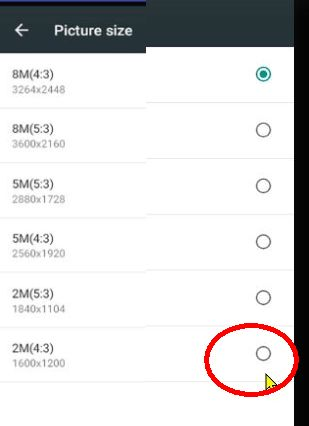 Picture size
8M(4:3)
3264x2448
8M(5:3)
3600x2160
5M(5:3)
2880x1728
5M(4:3)
2560x1920
2M(5:3)
1840x1104
2M(4:3)
1600x1200